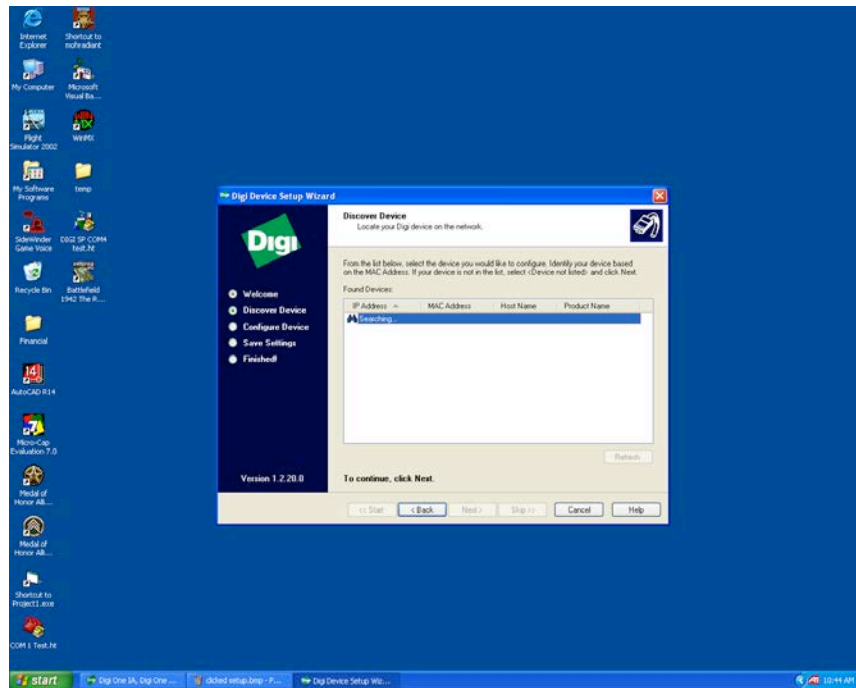 Internet
Explorer
Shortcut to
mohradiant
My Computer
Microsoft
Visual Ba...
Flight
Simulator 2002
WinMX
My Software
Programs
temp
SideWinder
Game Voice
DIGI SP COM4
test.ht
Recycle Bin
Battlefield
1942 The R...
Financial
AutoCAD R14
Micro-Cap
Evaluation 7.0
Medal of
Honor All...
Medal of
Honor All...
Shortcut to
Project1.exe
COM 1 Test.ht
Digi Device Setup Wizard
Digi
Welcome
Discover Device
Configure Device
Save Settings
Finished!
Version 1.2.20.0
Discover Device
Locate your Digi device on the network.
From the list below, select the device you would like to configure. Identify your device based
on the MAC Address. If your device is not in the list, select <Device not listed> and click Next.
Found Devices:
IP Address MAC Address Host Name Product Name
Searching...
Refresh
To continue, click Next.
<< Start < Back Next > Skip >> Cancel Help
start Digi One IA, Digi One ... clicked setup.bmp - P... Digi Device Setup Wiz... 10:44 AM